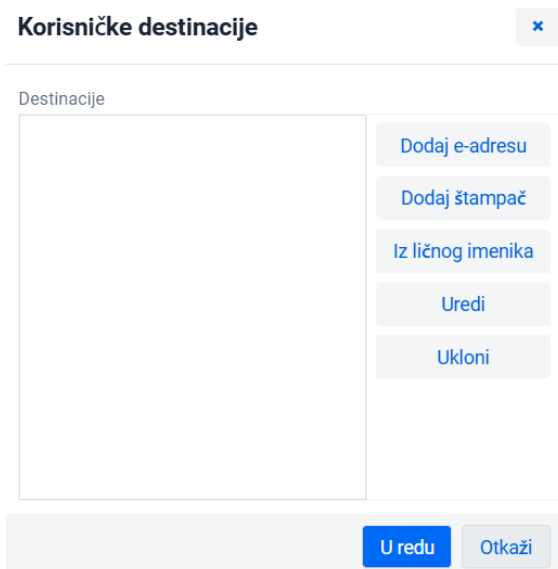 Korisničke destinacije
×
Destinacije
Dodaj e-adresu
Dodaj štampač
Iz ličnog imenika
Uredi
Ukloni
U redu
Otkaži